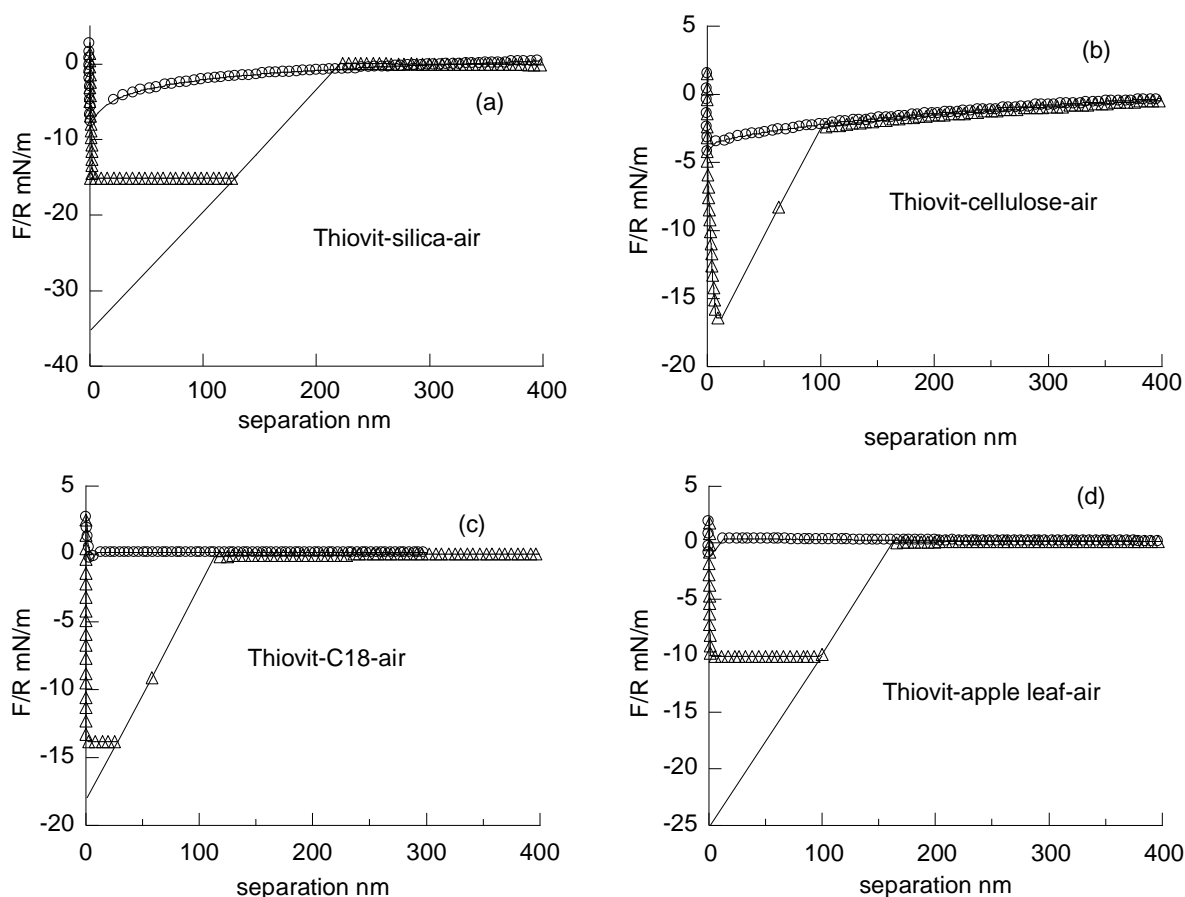 (a)
F/R mN/m
0
-10
-20
-30
-40
Thiovit-silica-air
0 100 200 300 400
separation nm
(b)
F/R mN/m
5
0
-5
-10
-15
-20
Thiovit-cellulose-air
0 100 200 300 400
separation nm
(c)
F/R mN/m
5
0
-5
-10
-15
-20
Thiovit-C18-air
0 100 200 300 400
separation nm
(d)
F/R mN/m
5
0
-5
-10
-15
-20
-25
Thiovit-apple leaf-air
0 100 200 300 400
separation nm